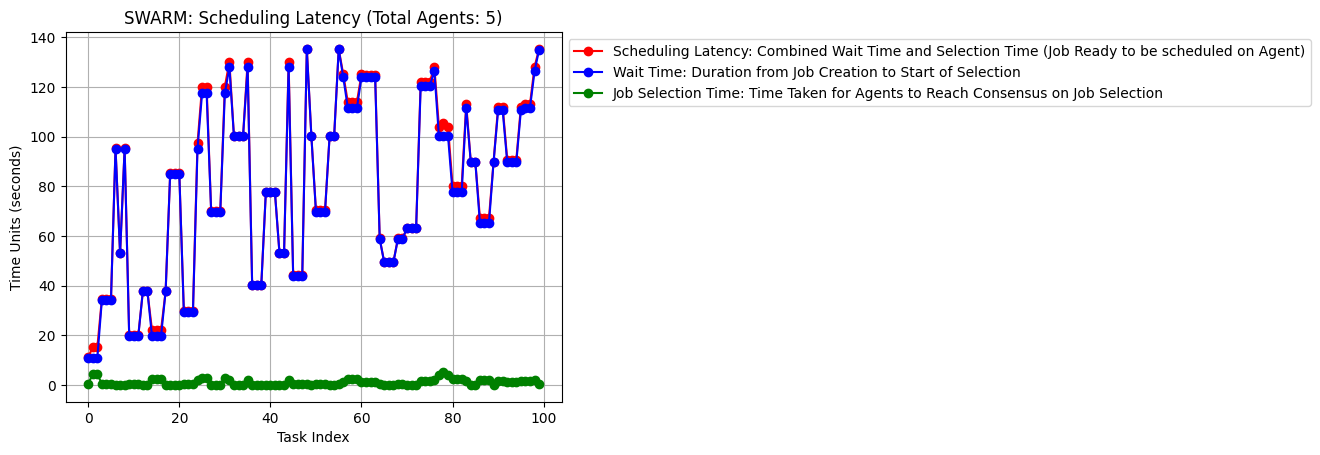 SWARM: Scheduling Latency (Total Agents: 5)
Scheduling Latency: Combined Wait Time and Selection Time (Job Ready to be scheduled on Agent)
Wait Time: Duration from Job Creation to Start of Selection
Job Selection Time: Time Taken for Agents to Reach Consensus on Job Selection
Time Units (seconds)
140
120
100
80
60
40
20
0
0 20 40 60 80 100
Task Index